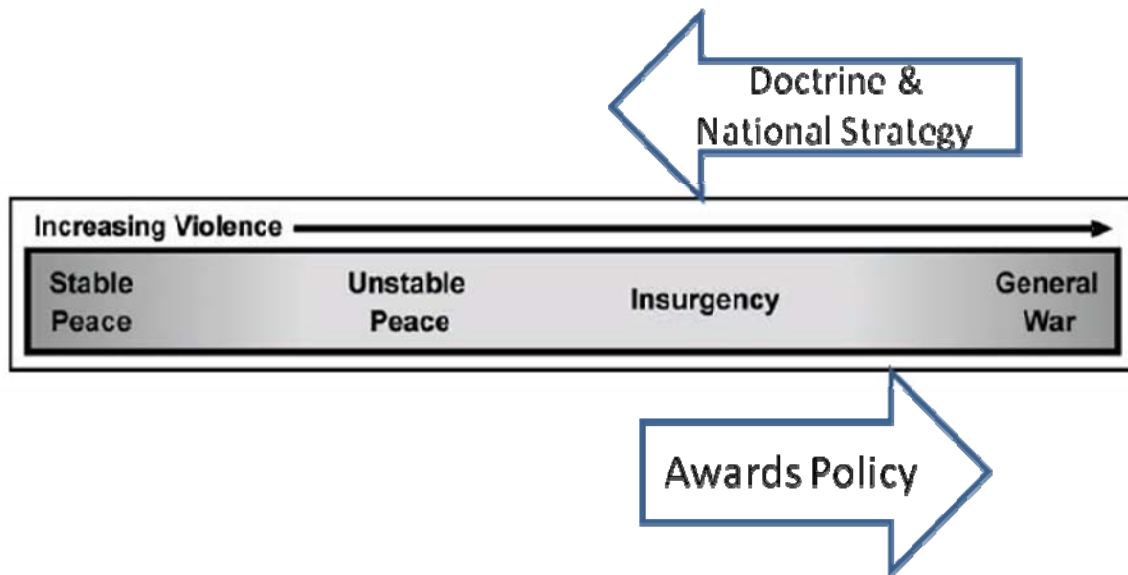 Doctrine &
National Strategy
Increasing Violence
Stable
Peace
Unstable
Peace
Insurgency
General
War
Awards Policy